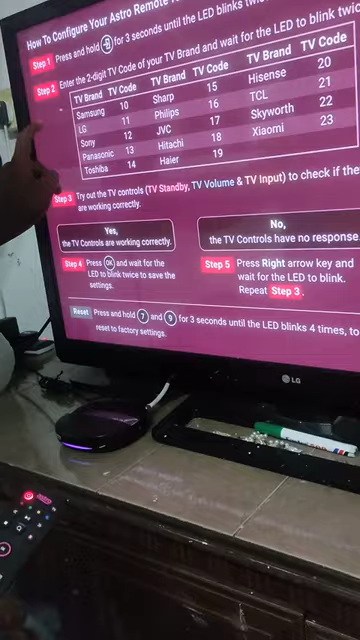 How To Configure Your Astro Remote
Step 1 Press and hold for 3 seconds until the LED blinks twice
Step 2 Enter the 2-digit TV Code of your TV Brand and wait for the LED to blink twice
TV Brand TV Code TV Brand TV Code TV Brand TV Code
Samsung 10 Sharp 15 Hisense 20
LG 11 Philips 16 TCL 21
Sony 12 JVC 17 Skyworth 22
Panasonic 13 Hitachi 18 Xiaomi 23
Toshiba 14 Haier 19
Step 3 Try out the TV controls (TV Standby, TV Volume & TV Input) to check if the
are working correctly.
Yes,
the TV Controls are working correctly.
No,
the TV Controls have no response.
Step 4 Press OK and wait for the
LED to blink twice to save the
settings.
Step 5 Press Right arrow key and
wait for the LED to blink.
Repeat Step 3.
Reset Press and hold 7 and 9 for 3 seconds until the LED blinks 4 times, to
reset to factory settings.
LG